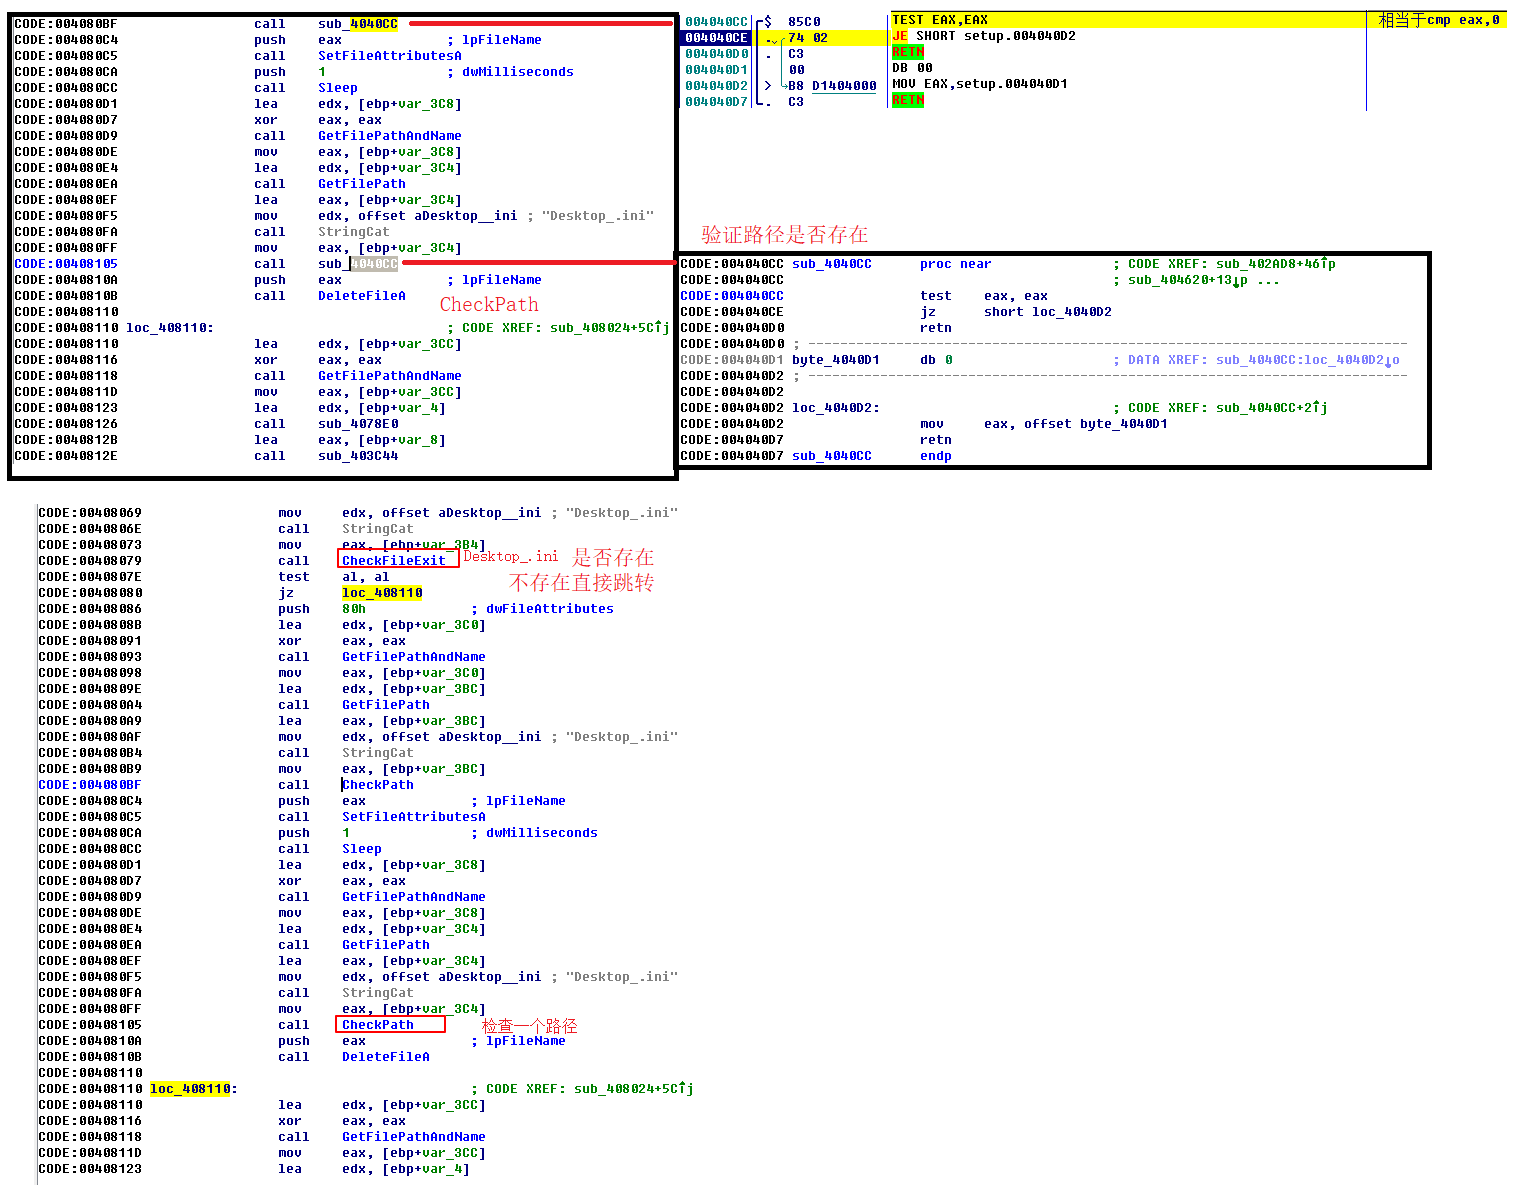 CODE:004080BF call sub_4040CC
CODE:004080C4 push eax ; lpFileName
CODE:004080C5 call SetFileAttributesA
CODE:004080CA push 1 ; dwMilliseconds
CODE:004080CC call Sleep
CODE:004080D1 lea edx, [ebp+var_3C8]
CODE:004080D7 xor eax, eax
CODE:004080D9 call GetFilePathAndName
CODE:004080DE mov eax, [ebp+var_3C8]
CODE:004080E4 lea edx, [ebp+var_3C4]
CODE:004080EA call GetFilePath
CODE:004080EF lea eax, [ebp+var_3C4]
CODE:004080F5 mov edx, offset aDesktop__ini ; "Desktop_.ini"
CODE:004080FA call StringCat
CODE:004080FF mov eax, [ebp+var_3C4]
CODE:00408105 call sub_4040CC
CODE:0040810A push eax ; lpFileName
CODE:0040810B call DeleteFileA
CheckPath
CODE:00408110
CODE:00408110 loc_408110: ; CODE XREF: sub_408024+5C↑j
CODE:00408110 lea edx, [ebp+var_3CC]
CODE:00408116 xor eax, eax
CODE:00408118 call GetFilePathAndName
CODE:0040811D mov eax, [ebp+var_3CC]
CODE:00408123 lea edx, [ebp+var_4]
CODE:00408126 call sub_4078E0
CODE:0040812B lea eax, [ebp+var_8]
CODE:0040812E call sub_403C44
004040CC $ 85C0 TEST EAX,EAX 相当于cmp eax,0
004040CE . 74 02 JE SHORT setup.004040D2
004040D0 . C3 RETN
004040D1 00 DB 00
004040D2 > B8 D1404000 MOV EAX,setup.004040D1
004040D7 . C3 RETN
验证路径是否存在
CODE:004040CC sub_4040CC proc near ; CODE XREF: sub_402AD8+46↑p
CODE:004040CC ; sub_404620+13↓p ...
CODE:004040CC test eax, eax
CODE:004040CE jz short loc_4040D2
CODE:004040D0 retn
CODE:004040D0 ; ---------------------------------------------------------------------------
CODE:004040D1 byte_4040D1 db 0 ; DATA XREF: sub_4040CC:loc_4040D2↓o
CODE:004040D2 ; ---------------------------------------------------------------------------
CODE:004040D2
CODE:004040D2 loc_4040D2: ; CODE XREF: sub_4040CC+2↑j
CODE:004040D2 mov eax, offset byte_4040D1
CODE:004040D7 retn
CODE:004040D7 sub_4040CC endp
CODE:00408069 mov edx, offset aDesktop__ini ; "Desktop_.ini"
CODE:0040806E call StringCat
CODE:00408073 mov eax, [ebp+var_3B4]
CODE:00408079 call CheckFileExit Desktop_.ini 是否存在
CODE:0040807E test al, al 不存在直接跳转
CODE:00408080 jz loc_408110
CODE:00408086 push 80h ; dwFileAttributes
CODE:0040808B lea edx, [ebp+var_3C0]
CODE:00408091 xor eax, eax
CODE:00408093 call GetFilePathAndName
CODE:00408098 mov eax, [ebp+var_3C0]
CODE:0040809E lea edx, [ebp+var_3BC]
CODE:004080A4 call GetFilePath
CODE:004080A9 lea eax, [ebp+var_3BC]
CODE:004080AF mov edx, offset aDesktop__ini ; "Desktop_.ini"
CODE:004080B4 call StringCat
CODE:004080B9 mov eax, [ebp+var_3BC]
CODE:004080BF call CheckPath
CODE:004080C4 push eax ; lpFileName
CODE:004080C5 call SetFileAttributesA
CODE:004080CA push 1 ; dwMilliseconds
CODE:004080CC call Sleep
CODE:004080D1 lea edx, [ebp+var_3C8]
CODE:004080D7 xor eax, eax
CODE:004080D9 call GetFilePathAndName
CODE:004080DE mov eax, [ebp+var_3C8]
CODE:004080E4 lea edx, [ebp+var_3C4]
CODE:004080EA call GetFilePath
CODE:004080EF lea eax, [ebp+var_3C4]
CODE:004080F5 mov edx, offset aDesktop__ini ; "Desktop_.ini"
CODE:004080FA call StringCat
CODE:004080FF mov eax, [ebp+var_3C4]
CODE:00408105 call CheckPath 检查一个路径
CODE:0040810A push eax ; lpFileName
CODE:0040810B call DeleteFileA
CODE:00408110
CODE:00408110 loc_408110: ; CODE XREF: sub_408024+5C↑j
CODE:00408110 lea edx, [ebp+var_3CC]
CODE:00408116 xor eax, eax
CODE:00408118 call GetFilePathAndName
CODE:0040811D mov eax, [ebp+var_3CC]
CODE:00408123 lea edx, [ebp+var_4]